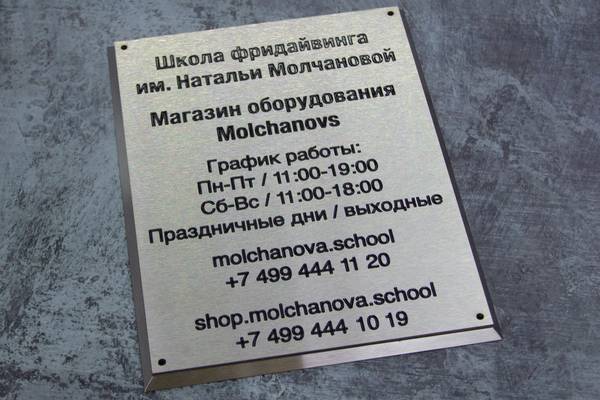 Школа фридайвинга
им. Натальи Молчановой
Магазин оборудования
Molchanovs
График работы:
Пн-Пт / 11:00-19:00
Сб-Вс / 11:00-18:00
Праздничные дни / выходные
molchanova.school
+7 499 444 11 20
shop.molchanova.school
+7 499 444 10 19